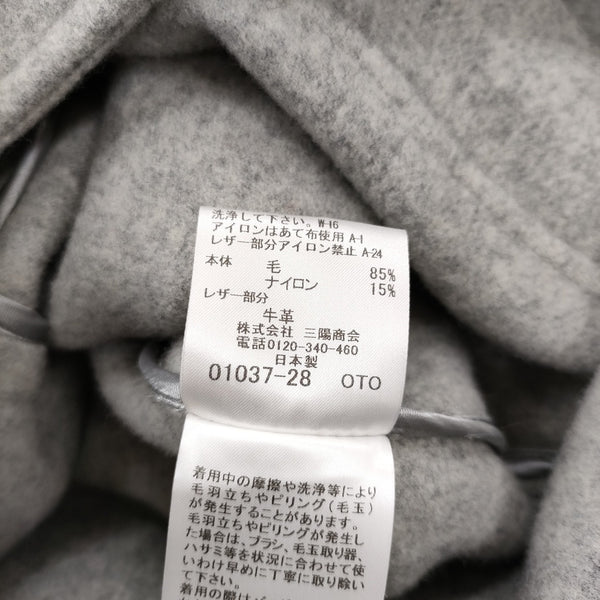 洗浄して下さい。W-16
アイロンはあて布使用 A-1
レザー部分アイロン禁止 A-24
本体 毛 85%
ナイロン 15%
レザー部分
牛革
株式会社 三陽商会
電話0120-340-460
日本製
01037-28 OTO
着用中の摩擦や洗浄等により
毛羽立ちやピリング(毛玉)
が発生することがあります。
毛羽立ちやピリングが発生し
た場合は、ブラシ、毛玉取り器、
ハサミ等を状況に合わせて使
いわけ早めに丁寧に取り除い
て下さい。
着用の際は